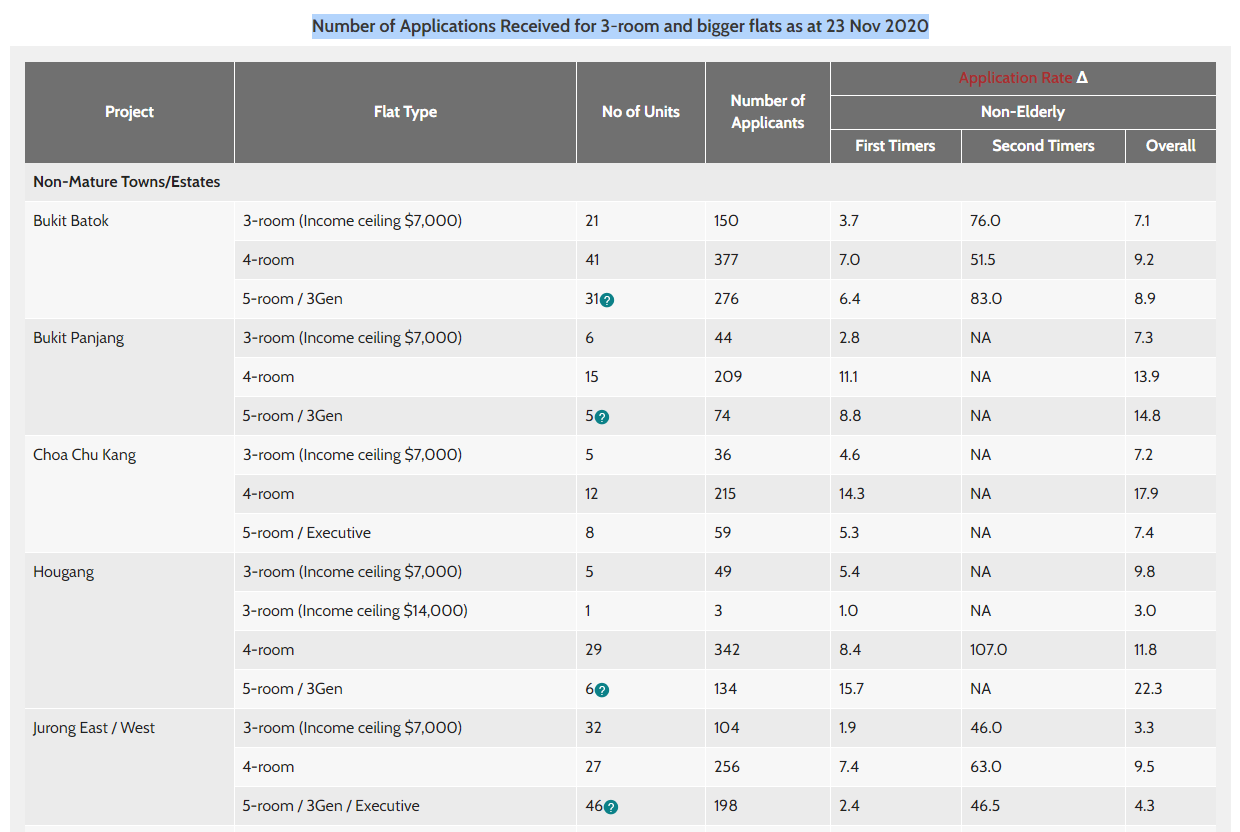 Number of Applications Received for 3-room and bigger flats as at 23 Nov 2020
Project Flat Type No of Units Number of Applicants Application Rate Δ
Non-Elderly
First Timers Second Timers Overall
Non-Mature Towns/Estates
Bukit Batok 3-room (Income ceiling $7,000) 21 150 3.7 76.0 7.1
4-room 41 377 7.0 51.5 9.2
5-room / 3Gen 31? 276 6.4 83.0 8.9
Bukit Panjang 3-room (Income ceiling $7,000) 6 44 2.8 NA 7.3
4-room 15 209 11.1 NA 13.9
5-room / 3Gen 5? 74 8.8 NA 14.8
Choa Chu Kang 3-room (Income ceiling $7,000) 5 36 4.6 NA 7.2
4-room 12 215 14.3 NA 17.9
5-room / Executive 8 59 5.3 NA 7.4
Hougang 3-room (Income ceiling $7,000) 5 49 5.4 NA 9.8
3-room (Income ceiling $14,000) 1 3 1.0 NA 3.0
4-room 29 342 8.4 107.0 11.8
5-room / 3Gen 6? 134 15.7 NA 22.3
Jurong East / West 3-room (Income ceiling $7,000) 32 104 1.9 46.0 3.3
4-room 27 256 7.4 63.0 9.5
5-room / 3Gen / Executive 46? 198 2.4 46.5 4.3